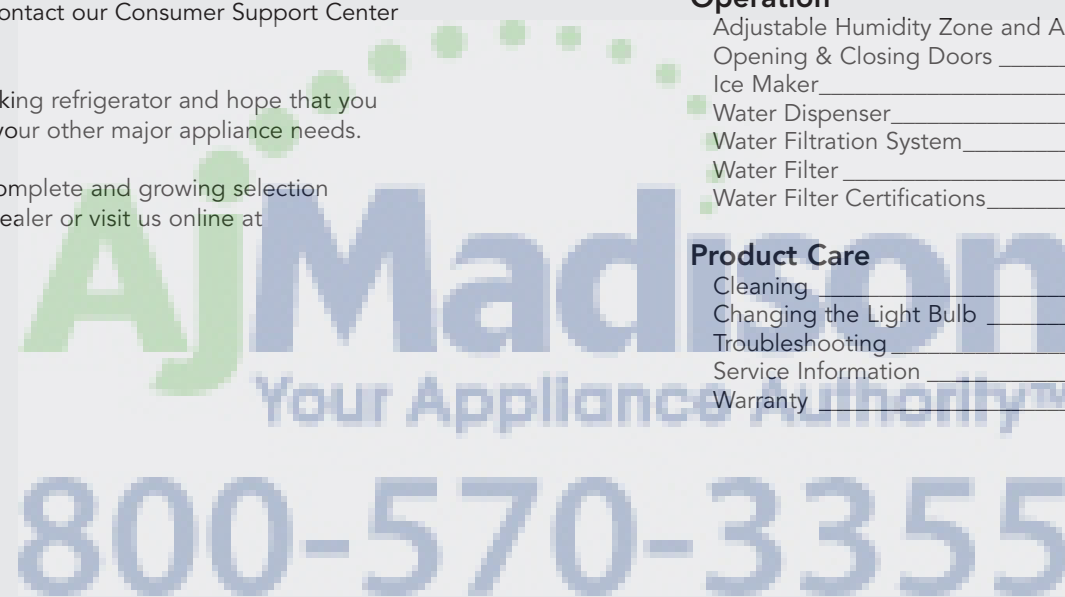 ontact our Consumer Support Center
king refrigerator and hope that you
your other major appliance needs.
omplete and growing selection
ealer or visit us online at
Operation
Adjustable Humidity Zone and A
Opening & Closing Doors
Ice Maker
Water Dispenser
Water Filtration System
Water Filter
Water Filter Certifications
Product Care
Cleaning
Changing the Light Bulb
Troubleshooting
Service Information
Warranty
AjMadison
Your Appliance Authority™
800-570-3355